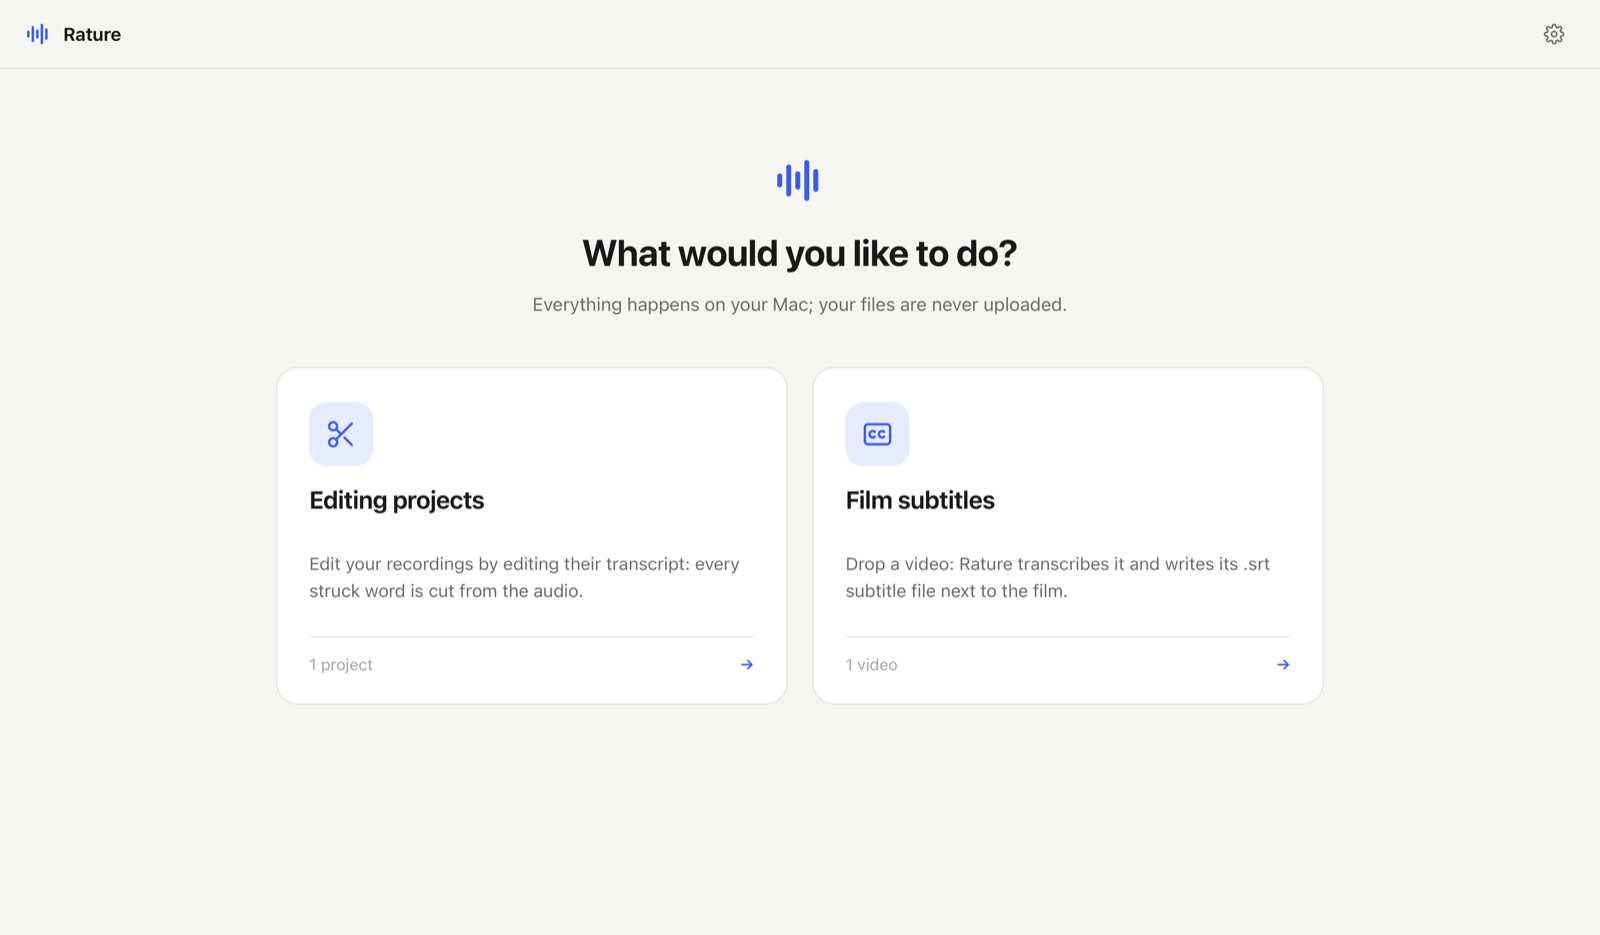 Rature
What would you like to do?
Everything happens on your Mac; your files are never uploaded.
Editing projects
Edit your recordings by editing their transcript: every
struck word is cut from the audio.
1 project
CC
Film subtitles
Drop a video: Rature transcribes it and writes its .srt
subtitle file next to the film.
1 video